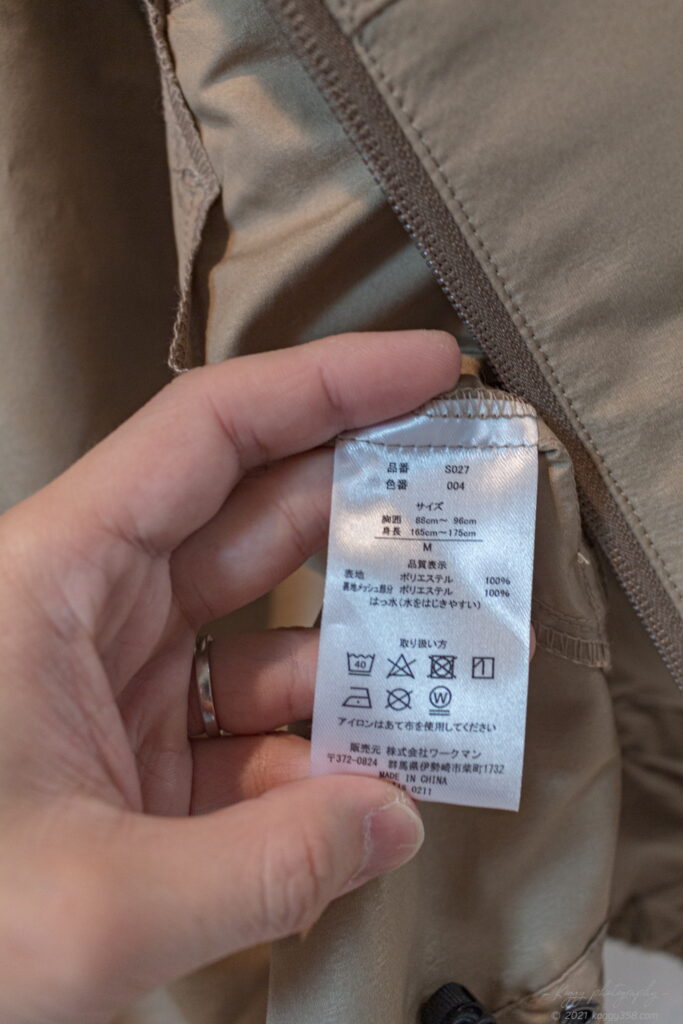 品番 S027
色番 004
サイズ
胸囲 88cm〜 96cm
身長 165cm〜175cm
M
品質表示
表地 ポリエステル 100%
裏地メッシュ部分 ポリエステル 100%
はっ水(水をはじきやすい)
取り扱い方
40
W
アイロンはあて布を使用してください
販売元 株式会社ワークマン
〒372-0824 群馬県伊勢崎市柴町1732
MADE IN CHINA
0211
koggy photography
© 2021 koggy358.com